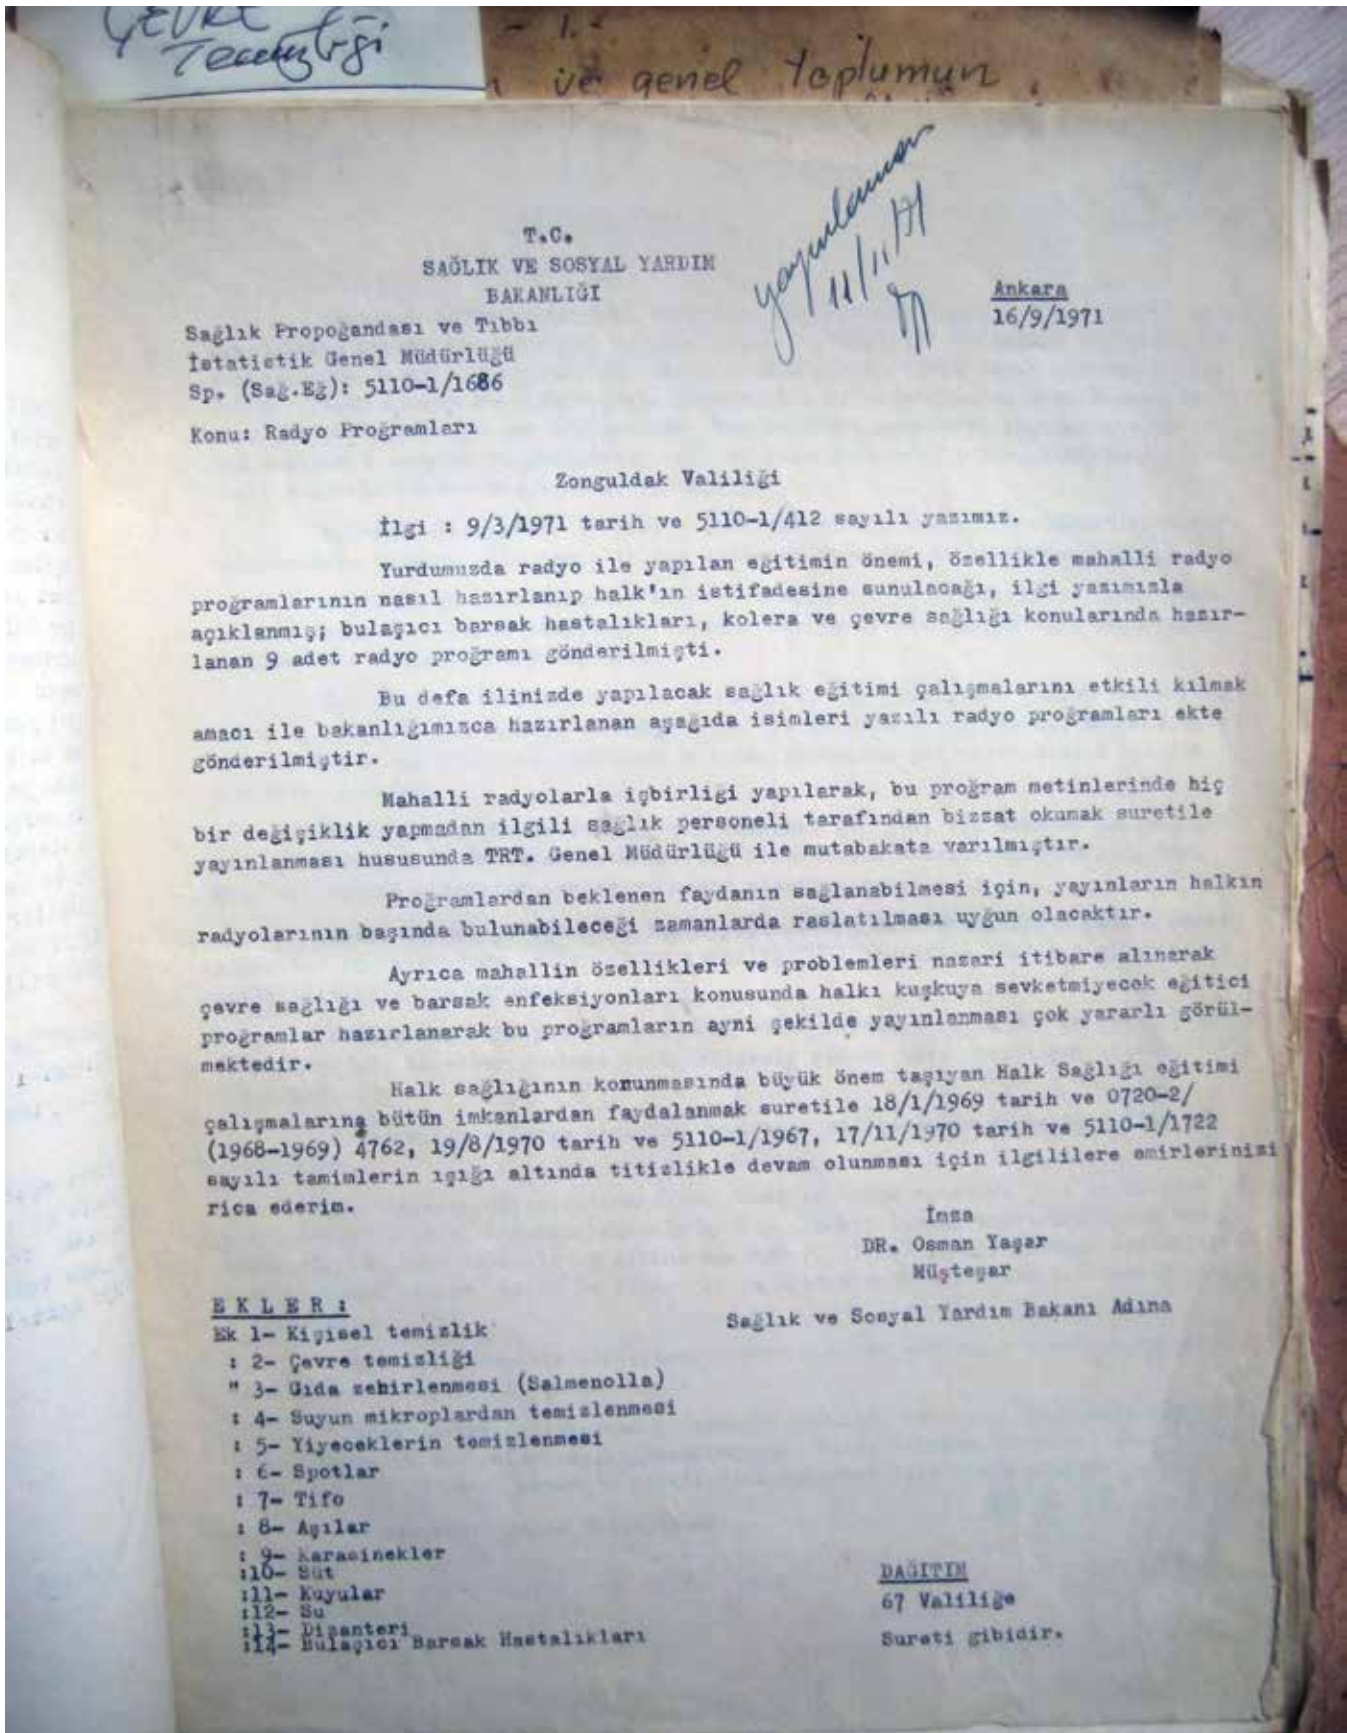 ÇEVRE
Temizliği
- 1.-
ve genel toplumun
yayınlanması
11/11/71
T.C.
SAĞLIK VE SOSYAL YARDIM
BAKANLIĞI
Ankara
16/9/1971
Sağlık Propoğandası ve Tıbbı
İstatistik Genel Müdürlüğü
Sp. (Sağ.Eğ): 5110-1/1686
Konu: Radyo Programları
Zonguldak Valiliği
İlgi : 9/3/1971 tarih ve 5110-1/412 sayılı yazımız.
Yurdumuzda radyo ile yapılan eğitimin önemi, özellikle mahalli radyo
programlarının nasıl hazırlanıp halk'ın istifadesine sunulacağı, ilgi yazımızla
açıklanmış; bulaşıcı barsak hastalıkları, kolera ve çevre sağlığı konularında hazır-
lanan 9 adet radyo programı gönderilmişti.
Bu defa ilinizde yapılacak sağlık eğitimi çalışmalarını etkili kılmak
amacı ile bakanlığımızca hazırlanan aşağıda isimleri yazılı radyo programları ekte
gönderilmiştir.
Mahalli radyolarla işbirliği yapılarak, bu program metinlerinde hiç
bir değişiklik yapmadan ilgili sağlık personeli tarafından bizzat okumak suretile
yayınlanması hususunda TRT. Genel Müdürlüğü ile mutabakata varılmıştır.
Programlardan beklenen faydanın sağlanabilmesi için, yayınların halkın
radyolarının başında bulunabileceği zamanlarda raslatılması uygun olacaktır.
Ayrıca mahallin özellikleri ve problemleri nazari itibare alınarak
çevre sağlığı ve barsak enfeksiyonları konusunda halkı kuşkuya sevketmiyecek eğitici
programlar hazırlanarak bu programların ayni şekilde yayınlanması çok yararlı görül-
mektedir.
Halk sağlığının korunmasında büyük önem taşıyan Halk Sağlığı eğitimi
çalışmalarına bütün imkanlardan faydalanmak suretile 18/1/1969 tarih ve 0720-2/
(1968-1969) 4762, 19/8/1970 tarih ve 5110-1/1967, 17/11/1970 tarih ve 5110-1/1722
sayılı tamimlerin ışığı altında titizlikle devam olunması için ilgililere emirlerinizi
rica ederim.
İmza
DR. Osman Yaşar
Müşteşar
Sağlık ve Sosyal Yardım Bakanı Adına
E K L E R :
Ek 1- Kişisel temizlik
: 2- Çevre temizliği
" 3- Gıda zehirlenmesi (Salmenolla)
: 4- Suyun mikroplardan temizlenmesi
: 5- Yiyeceklerin temizlenmesi
: 6- Spotlar
: 7- Tifo
: 8- Aşılar
: 9- Karasinekler
:10- Süt
:11- Kuyular
:12- Su
:13- Dizanteri
:14- Bulaşıcı Barsak Hastalıkları
DAĞITIM
67 Valiliğe
Sureti gibidir.